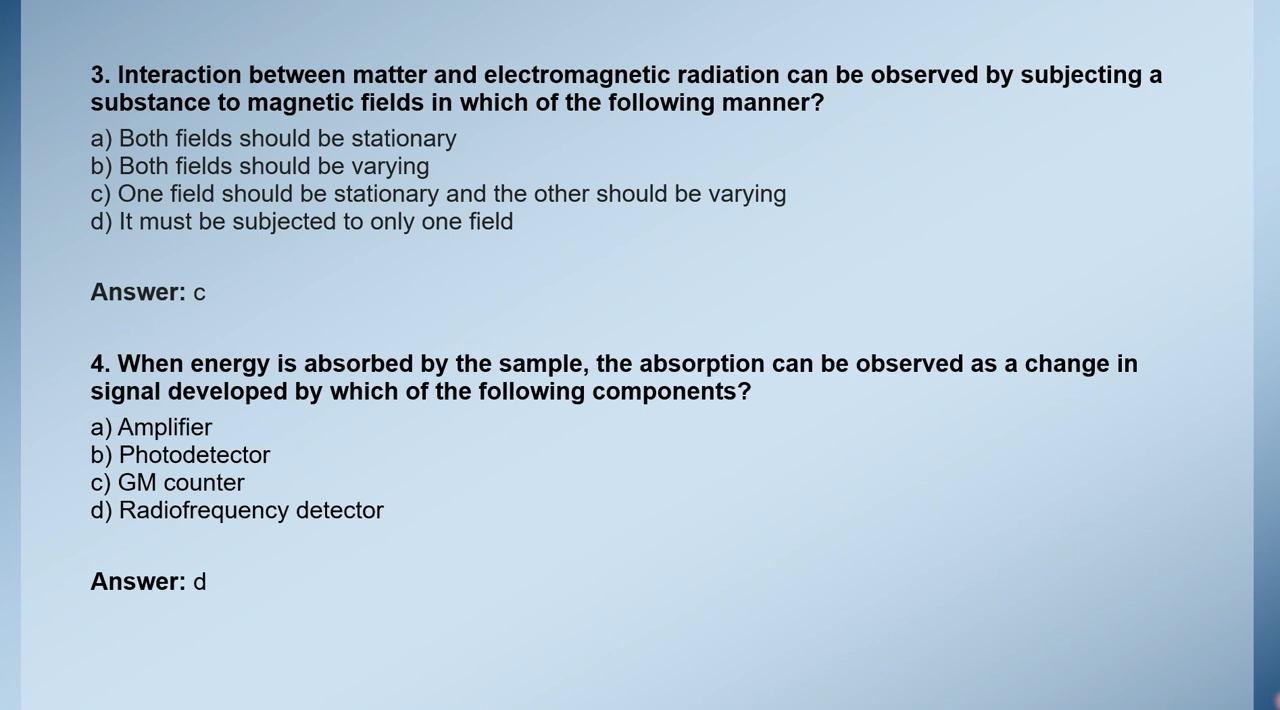 3. Interaction between matter and electromagnetic radiation can be observed by subjecting a
substance to magnetic fields in which of the following manner?
a) Both fields should be stationary
b) Both fields should be varying
c) One field should be stationary and the other should be varying
d) It must be subjected to only one field
Answer: c
4. When energy is absorbed by the sample, the absorption can be observed as a change in
signal developed by which of the following components?
a) Amplifier
b) Photodetector
c) GM counter
d) Radiofrequency detector
Answer: d